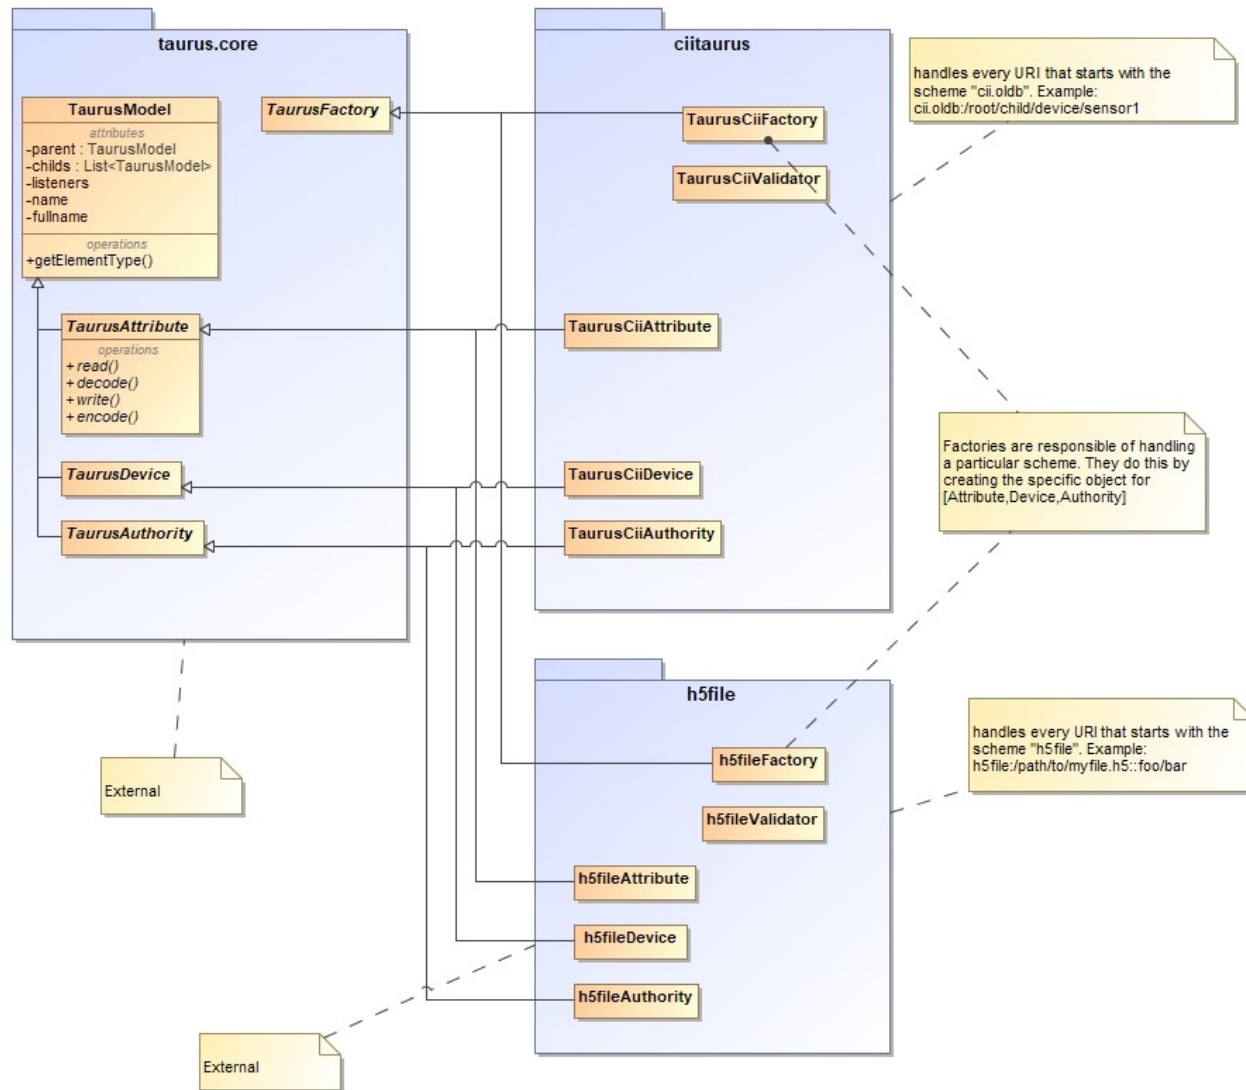 taurus.core
TaurusModel
attributes
-parent : TaurusModel
-childs : List<TaurusModel>
-listeners
-name
-fullname
operations
+getElementType()
TaurusFactory
TaurusAttribute
operations
+ read()
+ decode()
+ write()
+ encode()
TaurusDevice
TaurusAuthority
ciitaurus
TaurusCiiFactory
TaurusCiiValidator
TaurusCiiAttribute
TaurusCiiDevice
TaurusCiiAuthority
handles every URI that starts with the
scheme "cii.oldb". Example:
cii.oldb:/root/child/device/sensor1
Factories are responsible of handling
a particular scheme. They do this by
creating the specific object for
[Attribute,Device,Authority]
h5file
h5fileFactory
h5fileValidator
h5fileAttribute
h5fileDevice
h5fileAuthority
handles every URI that starts with the
scheme "h5file". Example:
h5file:/path/to/myfile.h5::foo/bar
External
External